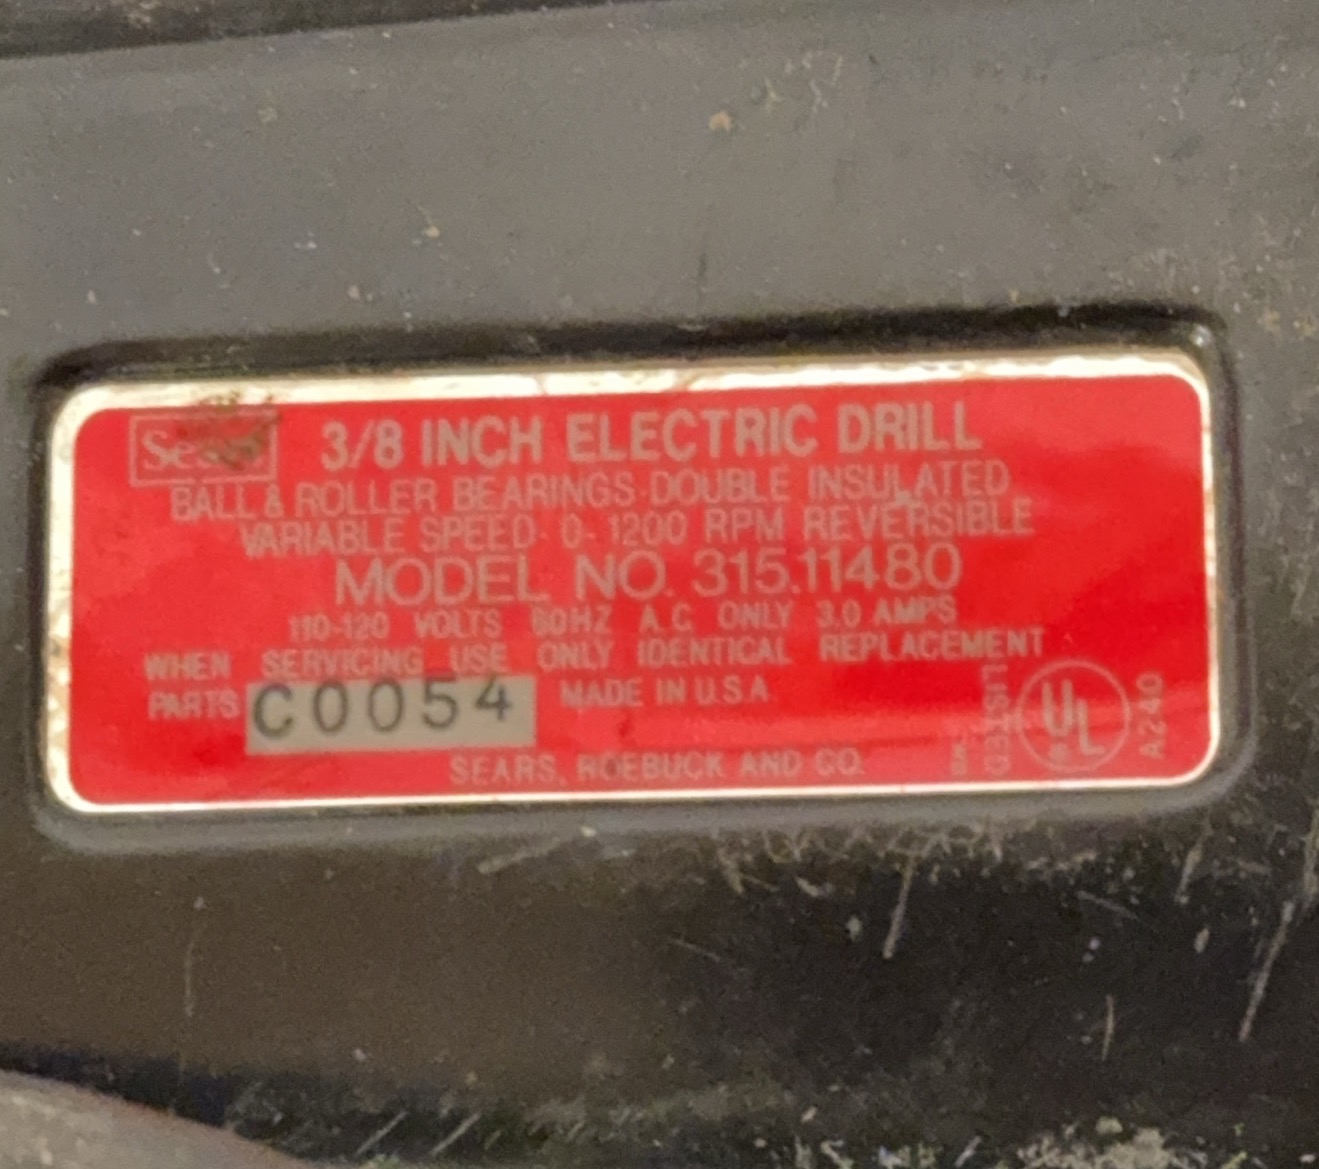 Sears
3/8 INCH ELECTRIC DRILL
BALL & ROLLER BEARINGS·DOUBLE INSULATED
VARIABLE SPEED· 0-1200 RPM REVERSIBLE
MODEL NO. 315.11480
110-120 VOLTS 60HZ A.C. ONLY 3.0 AMPS
WHEN SERVICING USE ONLY IDENTICAL REPLACEMENT
PARTS C0054 MADE IN U.S.A.
SEARS, ROEBUCK AND CO.
LISTED
UL
A240